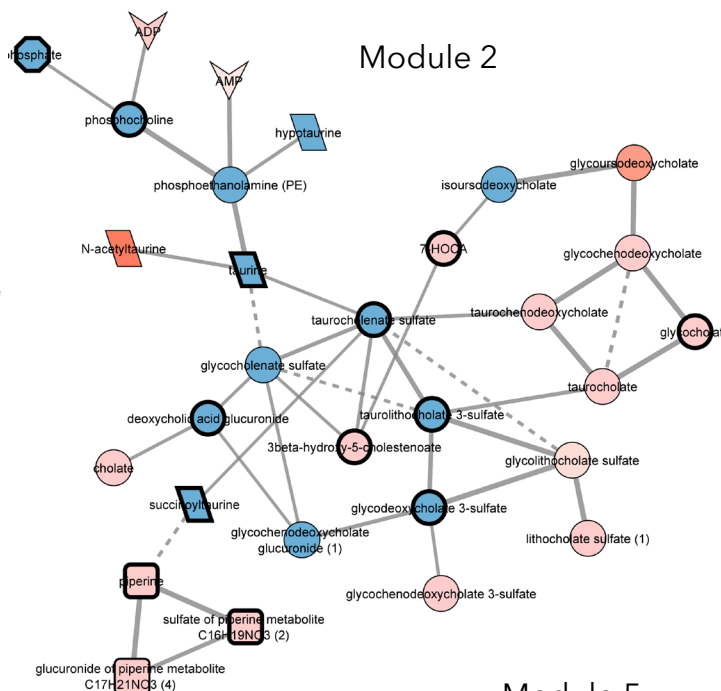 ADP
Module 2
hosphate
AMP
phosphocholine
hypotaurine
glycoursodeoxycholate
phosphoethanolamine (PE)
isoursodeoxycholate
N-acetyltaurine
7-HOCA
glycochenodeoxycholate
taurine
taurocholenate sulfate
taurochenodeoxycholate
glycocholat
glycocholenate sulfate
taurocholate
deoxycholic acid glucuronide
taurolithocholate 3-sulfate
3beta-hydroxy-5-cholestenoate
cholate
glycolithocholate sulfate
succinoyltaurine
glycodeoxycholate 3-sulfate
glycochenodeoxycholate
glucuronide (1)
lithocholate sulfate (1)
piperine
glycochenodeoxycholate 3-sulfate
sulfate of piperine metabolite
C16H19NO3 (2)
glucuronide of piperine metabolite
C17H21NO3 (4)